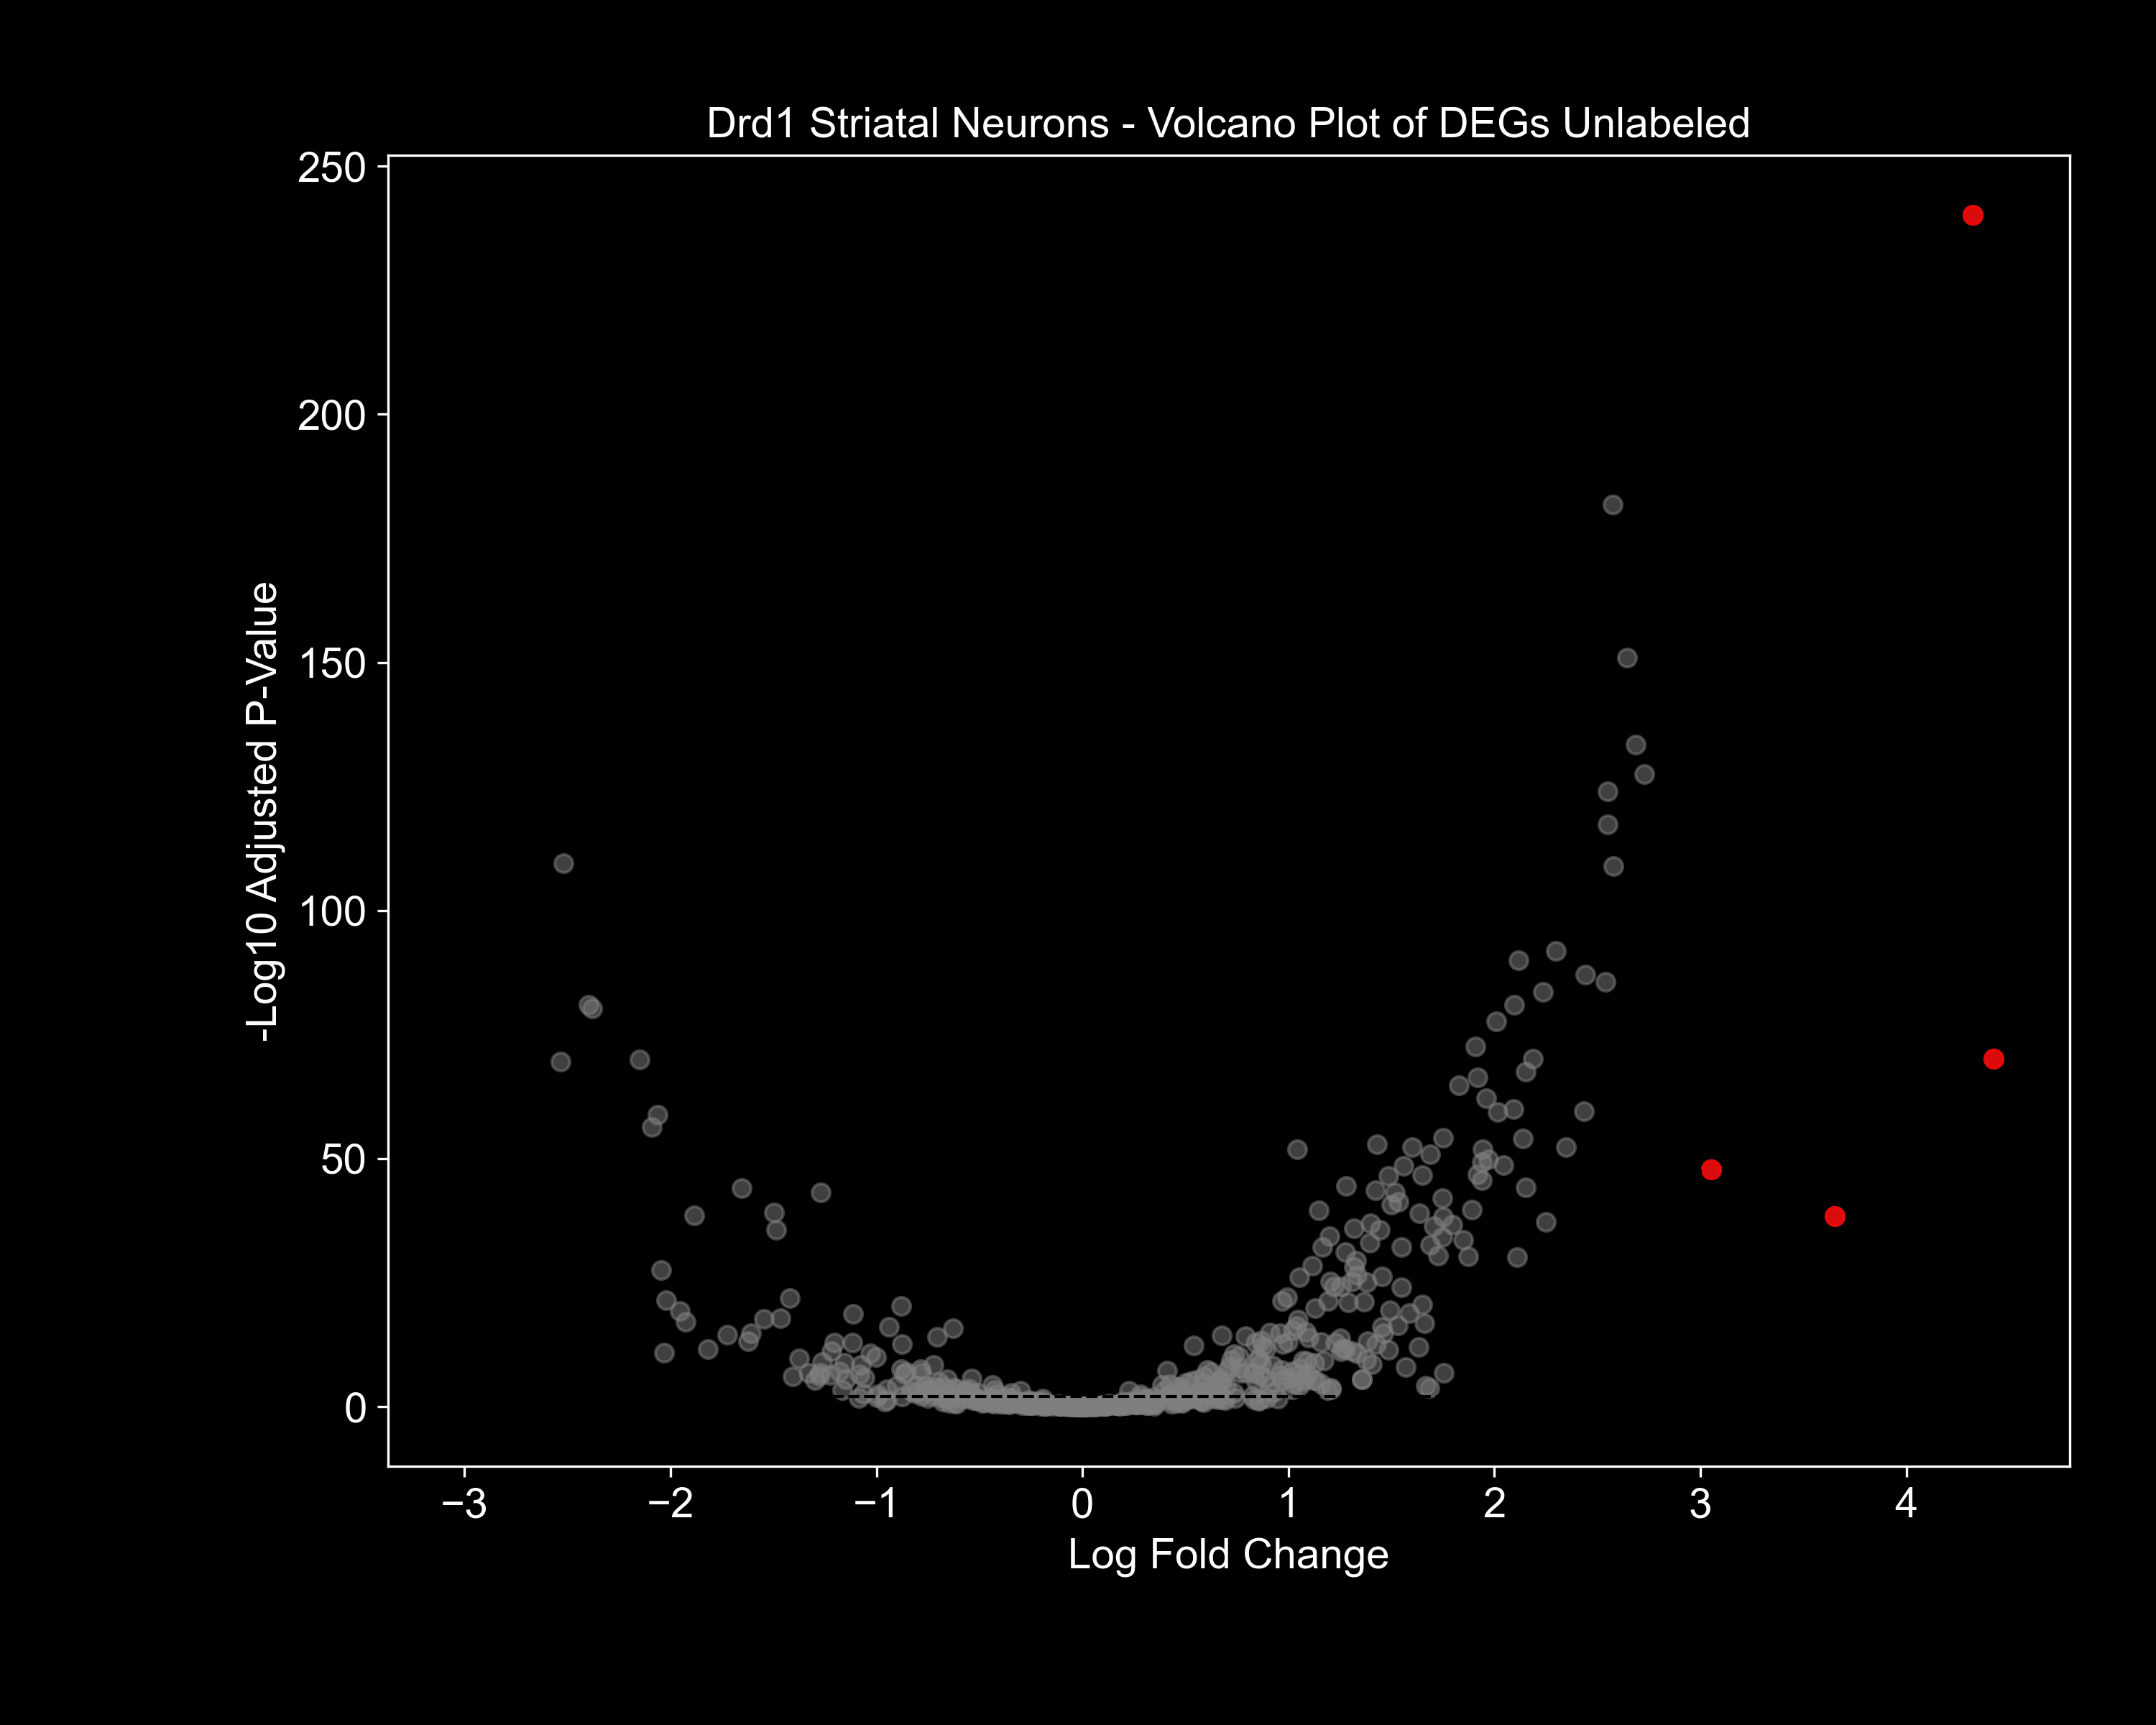 Drd1 Striatal Neurons - Volcano Plot of DEGs Unlabeled
250
200
150
100
50
0
-Log10 Adjusted P-Value
−3 −2 −1 0 1 2 3 4
Log Fold Change